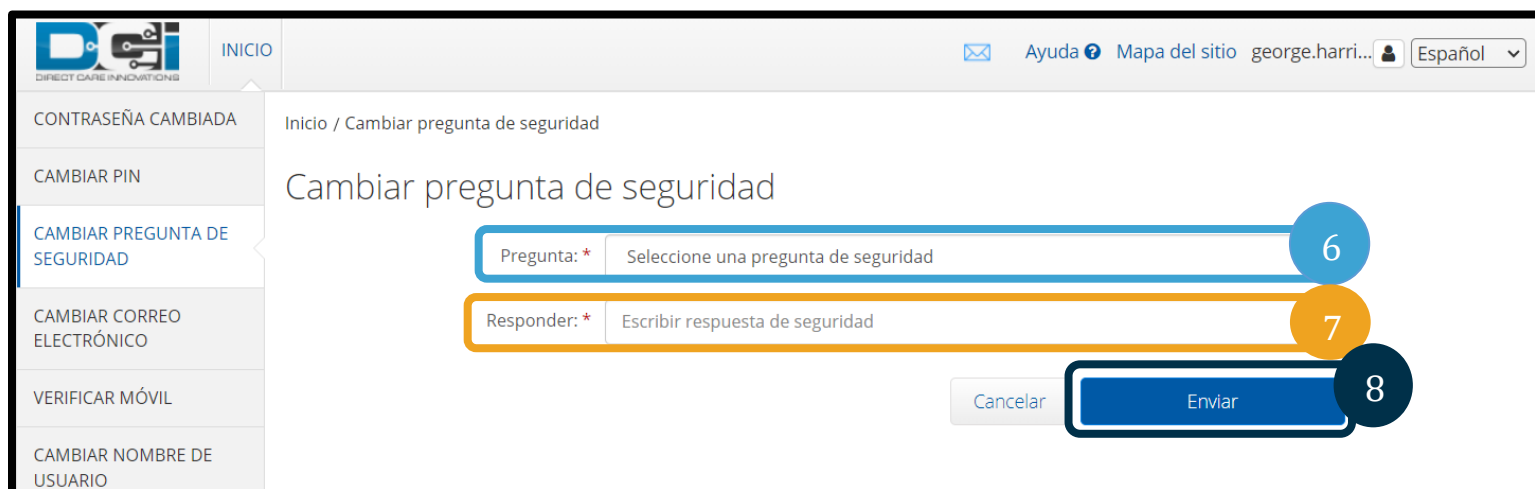 DCI
DIRECT CARE INNOVATIONS
INICIO
Ayuda ? Mapa del sitio george.harri... Español
CONTRASEÑA CAMBIADA
CAMBIAR PIN
CAMBIAR PREGUNTA DE
SEGURIDAD
CAMBIAR CORREO
ELECTRÓNICO
VERIFICAR MÓVIL
CAMBIAR NOMBRE DE
USUARIO
Inicio / Cambiar pregunta de seguridad
Cambiar pregunta de seguridad
Pregunta: * Seleccione una pregunta de seguridad 6
Responder: * Escribir respuesta de seguridad 7
Cancelar Enviar 8